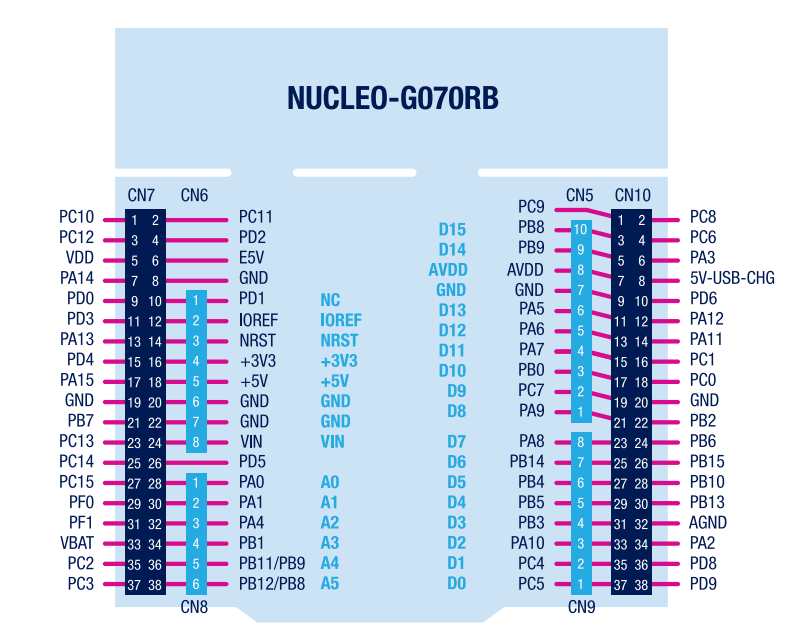 NUCLEO-G070RB
CN7 CN6 CN5 CN10
PC9
PC10 1 2 PC11 1 2 PC8
PB8 10
PC12 3 4 PD2 D15 3 4 PC6
PB9 9
VDD 5 6 E5V D14 5 6 PA3
AVDD AVDD 8
PA14 7 8 GND 7 8 5V-USB-CHG
GND GND 7
PD0 9 10 1 PD1 NC 9 10 PD6
D13 PA5 6
PD3 11 12 2 IOREF IOREF 11 12 PA12
D12 PA6 5
PA13 13 14 3 NRST NRST 13 14 PA11
D11 PA7 4
PD4 15 16 4 +3V3 +3V3 15 16 PC1
D10 PB0 3
PA15 17 18 5 +5V +5V 17 18 PC0
D9 PC7 2
GND 19 20 6 GND GND 19 20 GND
D8 PA9 1
PB7 21 22 7 GND GND 21 22 PB2
PC13 23 24 8 VIN VIN D7 PA8 8 23 24 PB6
PC14 25 26 PD5 D6 PB14 7 25 26 PB15
PC15 27 28 1 PA0 A0 D5 PB4 6 27 28 PB10
PF0 29 30 2 PA1 A1 D4 PB5 5 29 30 PB13
PF1 31 32 3 PA4 A2 D3 PB3 4 31 32 AGND
VBAT 33 34 4 PB1 A3 D2 PA10 3 33 34 PA2
PC2 35 36 5 PB11/PB9 A4 D1 PC4 2 35 36 PD8
PC3 37 38 6 PB12/PB8 A5 D0 PC5 1 37 38 PD9
CN8 CN9